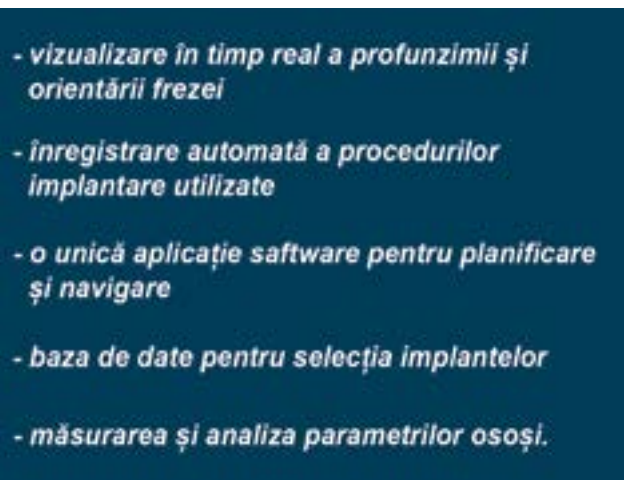 - vizualizare în timp real a profunzimii și
orientării frezei
- înregistrare automată a procedurilor
implantare utilizate
- o unică aplicație saftware pentru planificare
și navigare
- baza de date pentru selecția implantelor
- măsurarea și analiza parametrilor osoși.